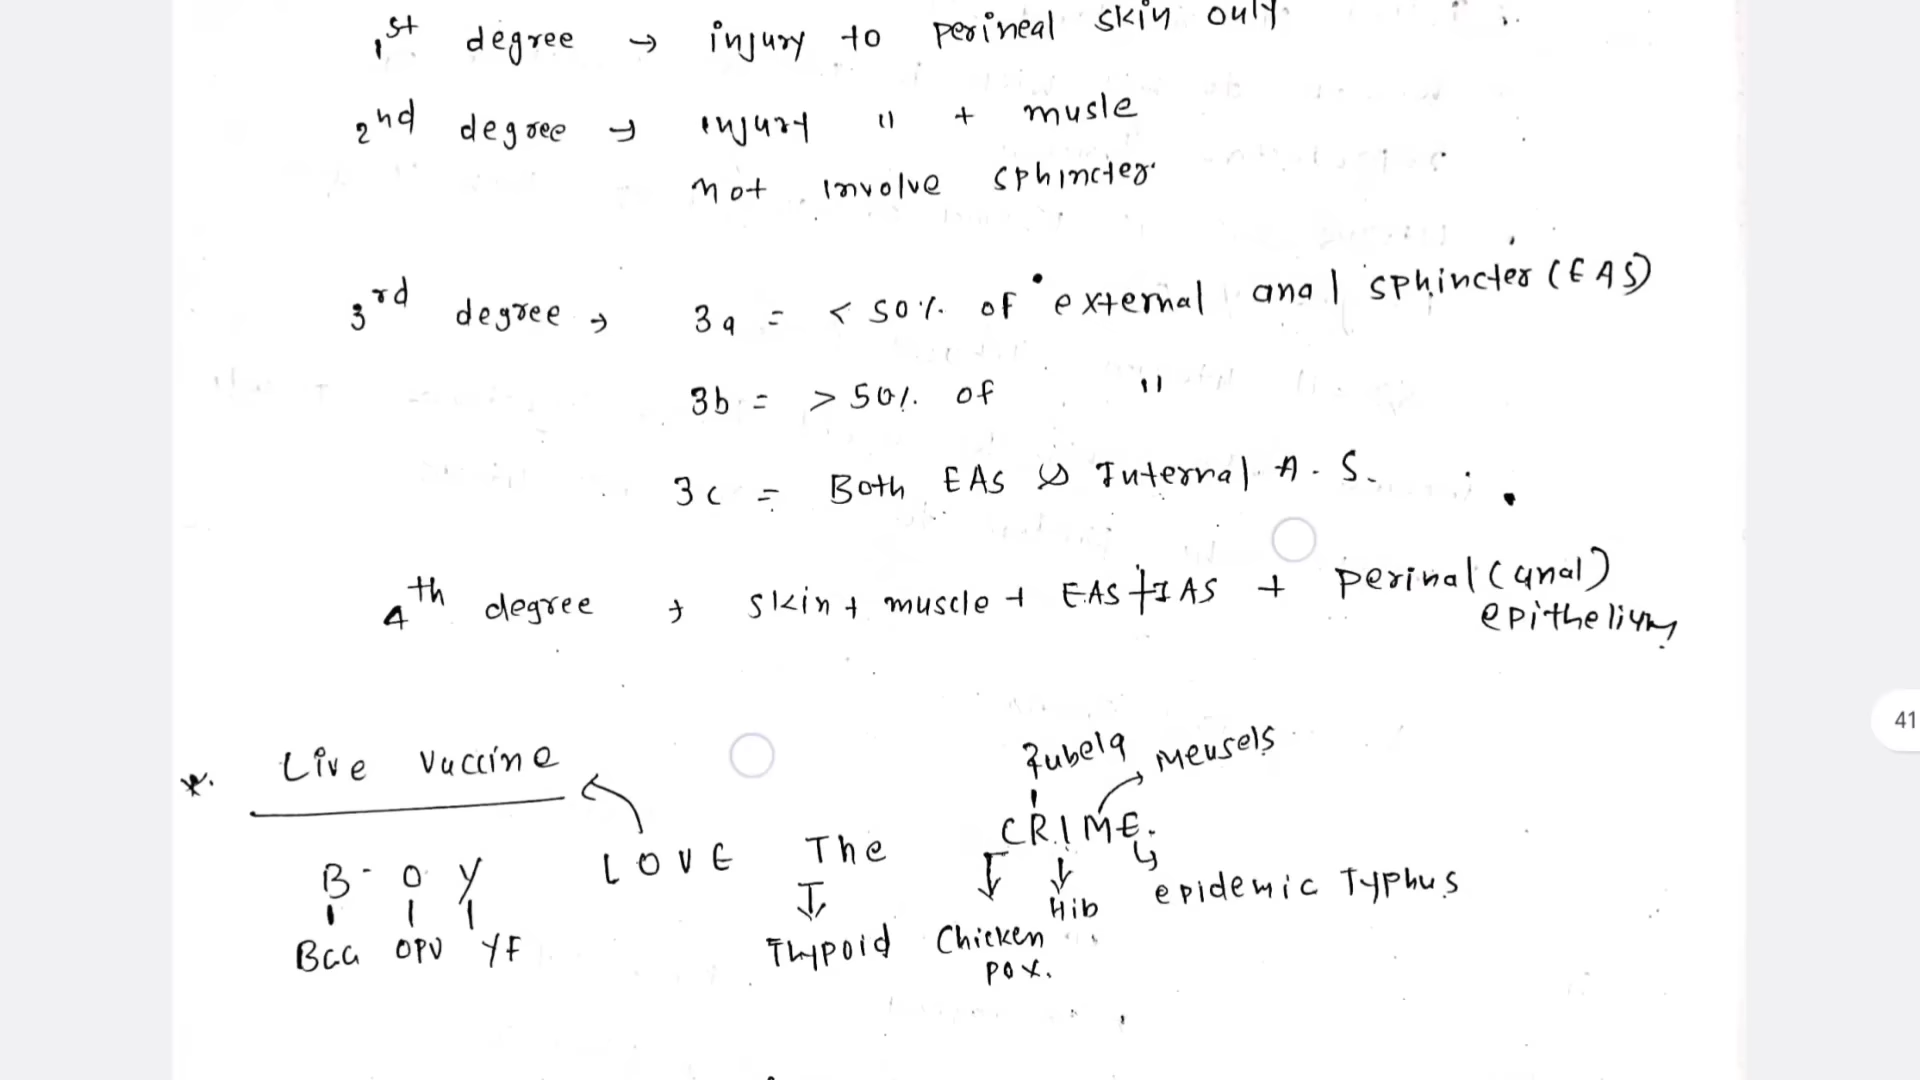 1st degree → injury to perineal skin only
2nd degree → injury " + musle
not involve sphincter
3rd degree → 3a = < 50% of external anal sphincter (EAS)
3b = > 50% of "
3c = Both EAS & Internal A.S.
4th degree → skin + muscle + EAS + IAS + perinal (anal)
epithelium
Rubela Meusels
*. Live Vaccine
CRIME.
B O Y LOVE The
Hib epidemic Typhus
BCG OPV YF Thypoid Chicken
pox.
41